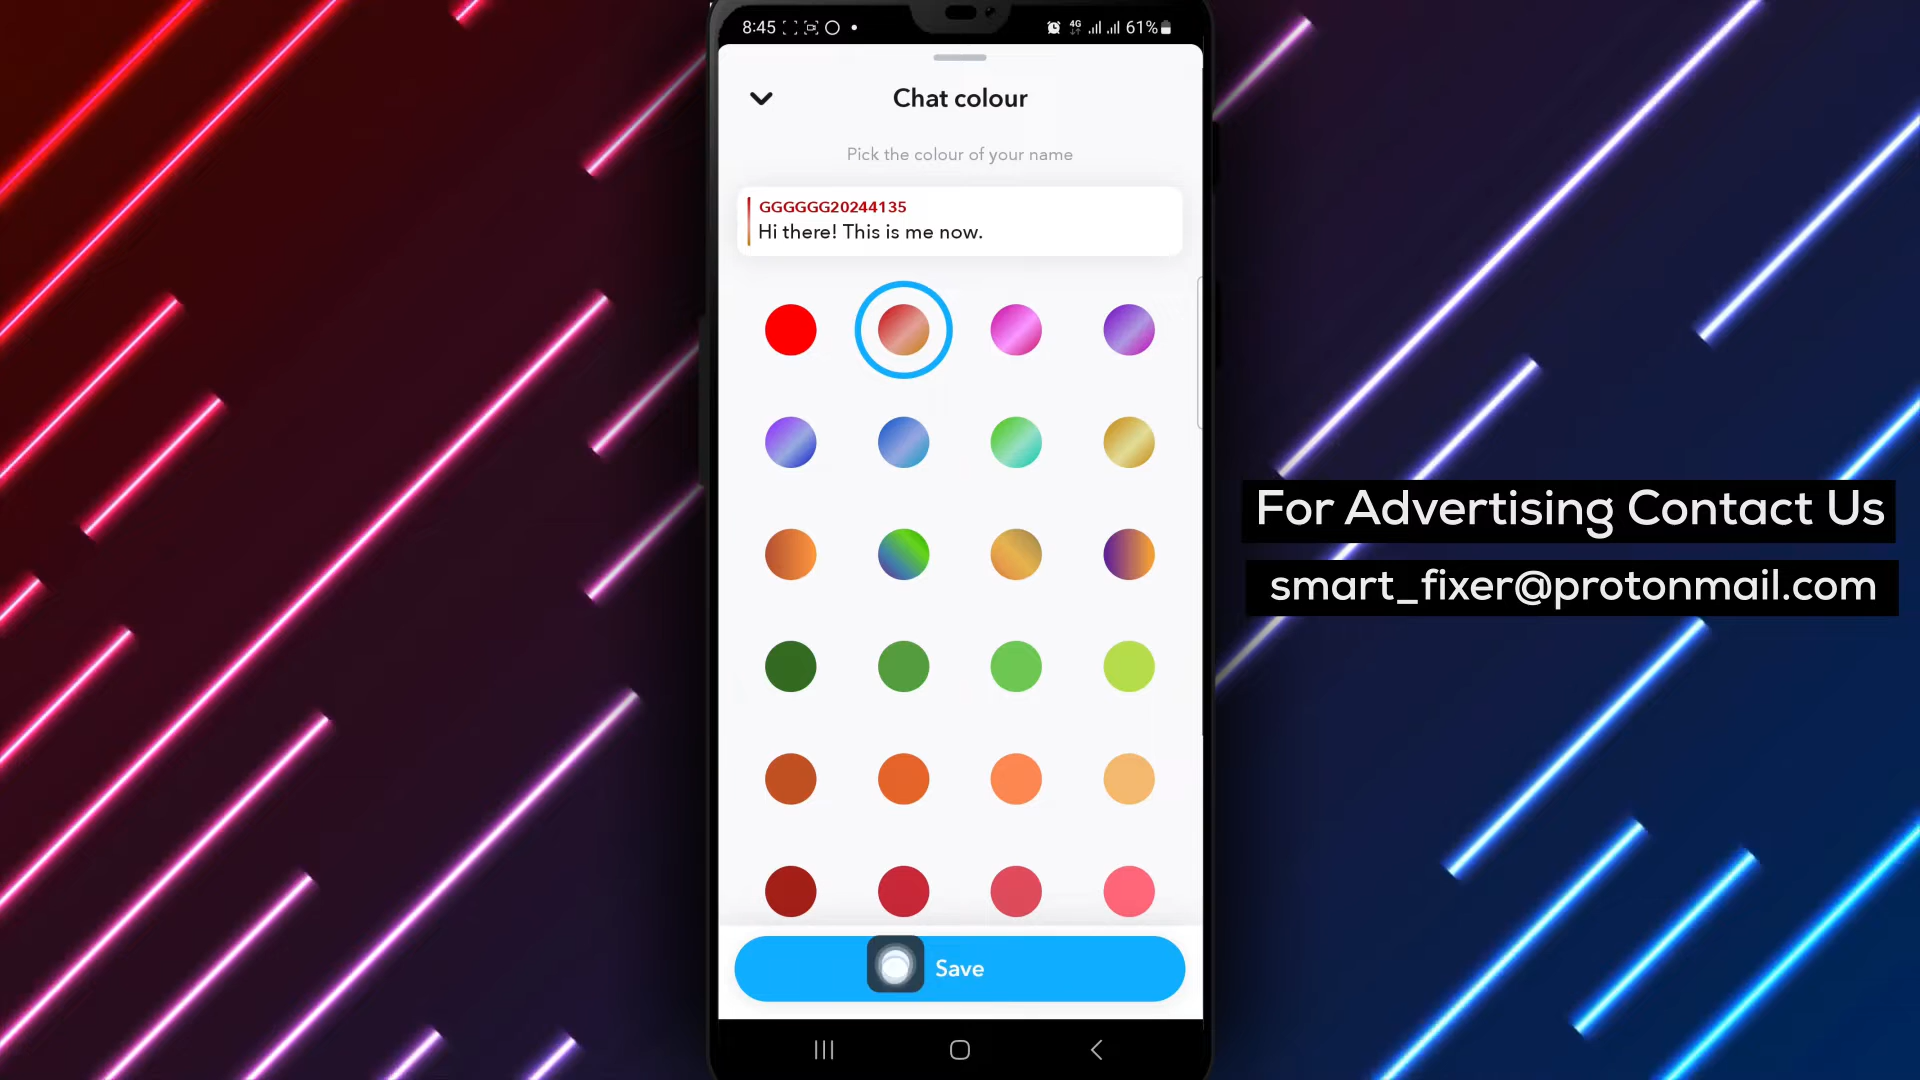 8:45
4G
61%
Chat colour
Pick the colour of your name
GGGGGG20244135
Hi there! This is me now.
For Advertising Contact Us
smart_fixer@protonmail.com
Save